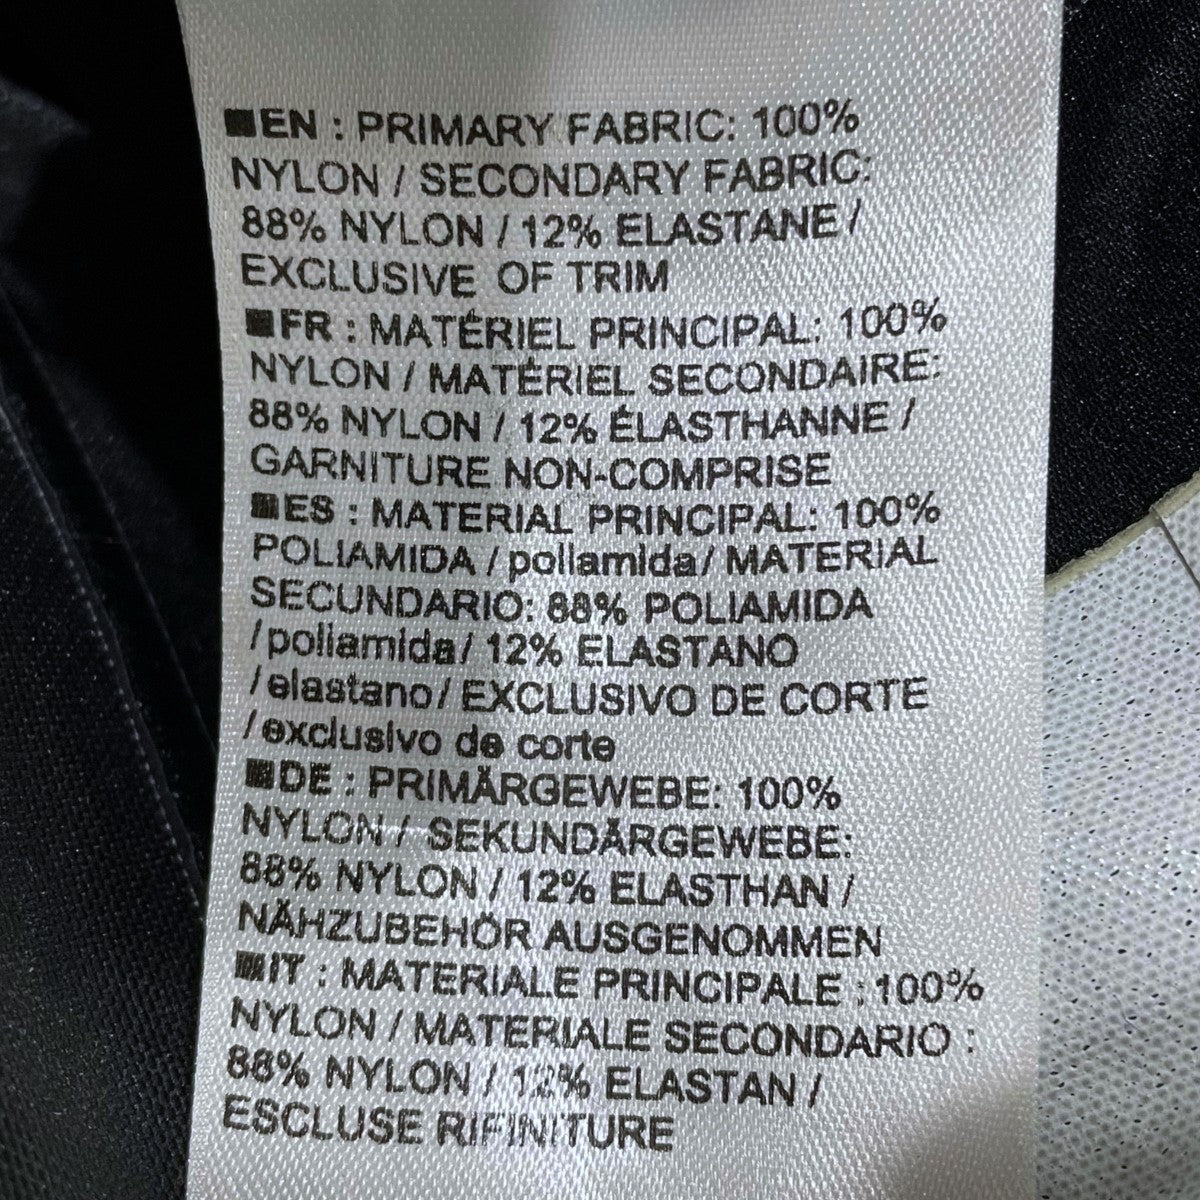 EN : PRIMARY FABRIC: 100%
NYLON / SECONDARY FABRIC:
88% NYLON / 12% ELASTANE /
EXCLUSIVE OF TRIM
FR : MATÉRIEL PRINCIPAL: 100%
NYLON / MATÉRIEL SECONDAIRE:
88% NYLON / 12% ÉLASTHANNE /
GARNITURE NON-COMPRISE
ES : MATERIAL PRINCIPAL: 100%
POLIAMIDA / poliamida/ MATERIAL
SECUNDARIO: 88% POLIAMIDA
/poliamida/ 12% ELASTANO
/elastano/ EXCLUSIVO DE CORTE
/exclusivo de corte
DE : PRIMÄRGEWEBE: 100%
NYLON / SEKUNDÄRGEWEBE:
88% NYLON / 12% ELASTHAN /
NÄHZUBEHÖR AUSGENOMMEN
IT : MATERIALE PRINCIPALE : 100%
NYLON / MATERIALE SECONDARIO :
88% NYLON / 12% ELASTAN /
ESCLUSE RIFINITURE